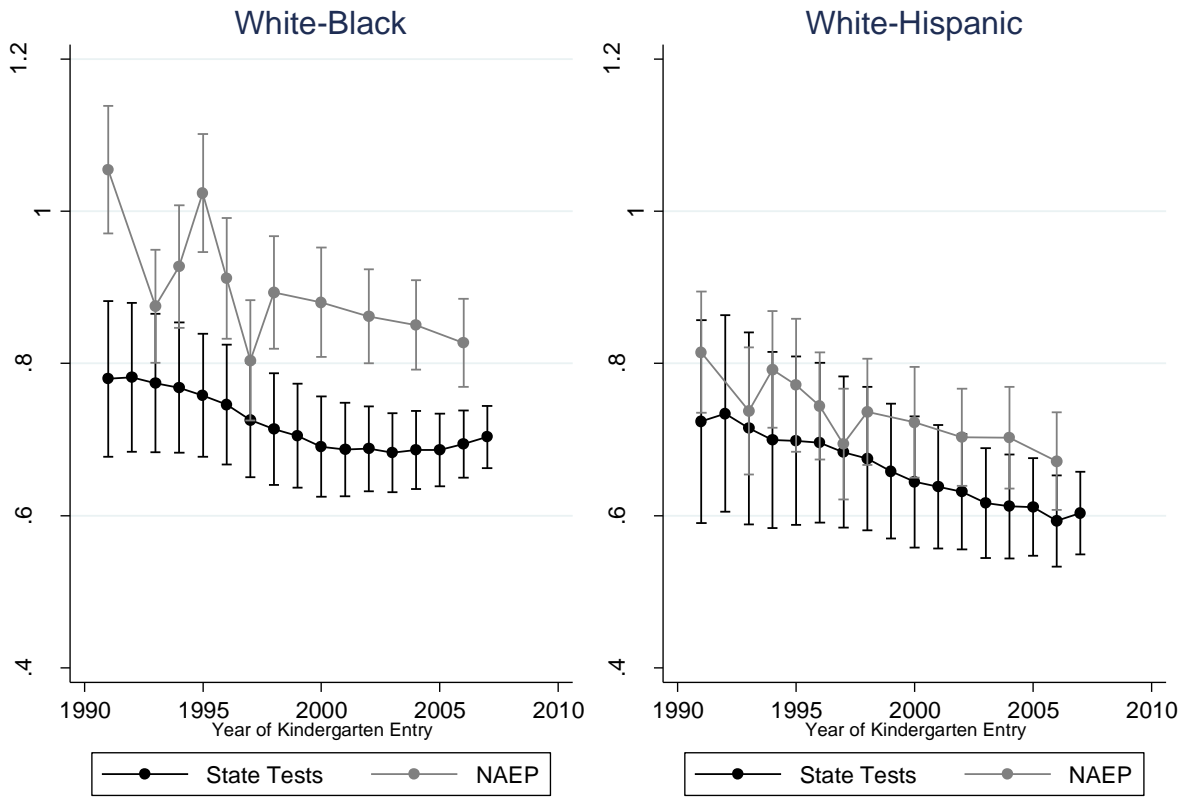 White-Black
1.2
1
.8
.6
.4
1990 1995 2000 2005 2010
Year of Kindergarten Entry
State Tests NAEP
White-Hispanic
1.2
1
.8
.6
.4
1990 1995 2000 2005 2010
Year of Kindergarten Entry
State Tests NAEP